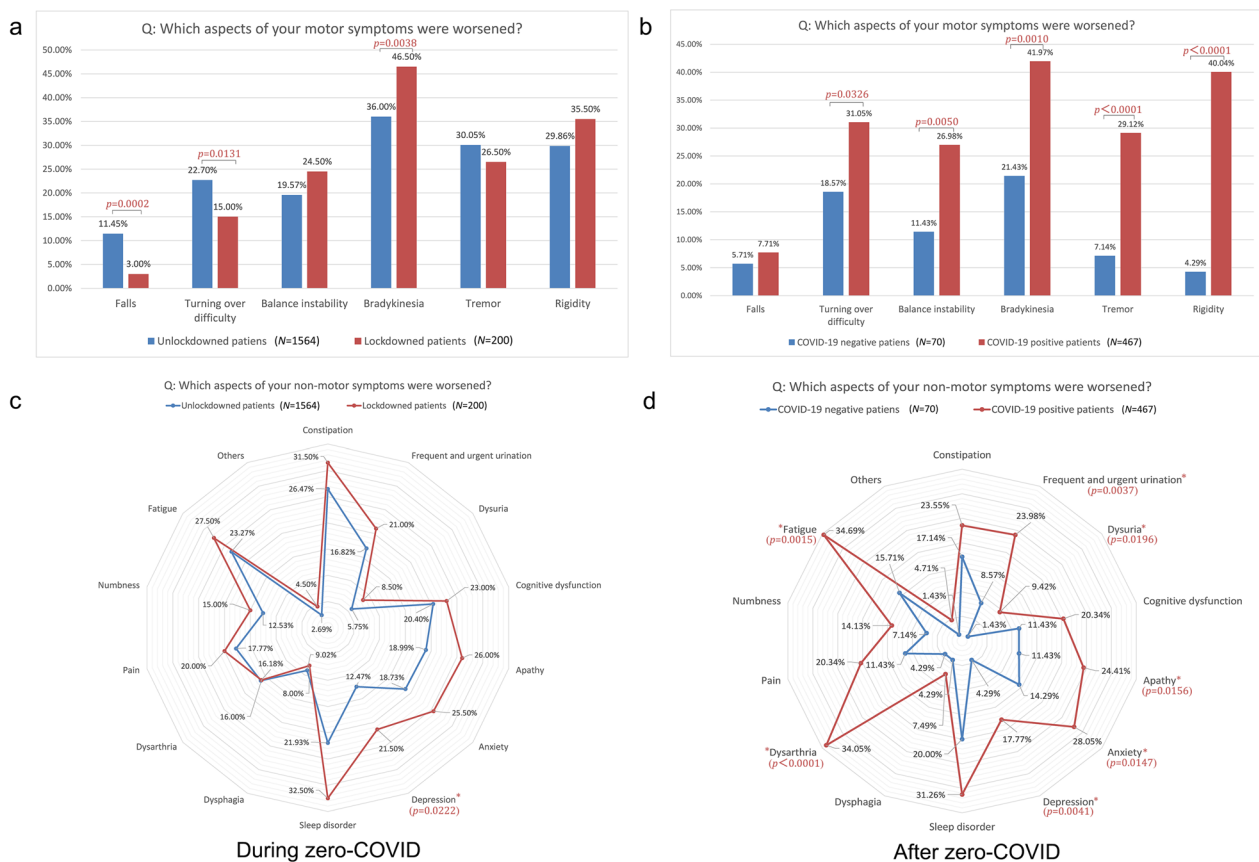 a
Q: Which aspects of your motor symptoms were worsened?
50.00%
45.00%
40.00%
35.00%
30.00%
25.00%
20.00%
15.00%
10.00%
5.00%
0.00%
p=0.0002
11.45%
3.00%
p=0.0131
22.70%
15.00%
19.57%
24.50%
p=0.0038
36.00%
46.50%
30.05%
26.50%
29.86%
35.50%
Falls
Turning over
difficulty
Balance instability
Bradykinesia
Tremor
Rigidity
Unlockdowned patiens (N=1564)
Lockdowned patients (N=200)
b
Q: Which aspects of your motor symptoms were worsened?
45.00%
40.00%
35.00%
30.00%
25.00%
20.00%
15.00%
10.00%
5.00%
0.00%
5.71%
7.71%
p=0.0326
18.57%
31.05%
p=0.0050
11.43%
26.98%
p=0.0010
21.43%
41.97%
p<0.0001
7.14%
29.12%
p<0.0001
4.29%
40.04%
Falls
Turning over
difficulty
Balance instability
Bradykinesia
Tremor
Rigidity
COVID-19 negative patiens (N=70)
COVID-19 positive patients (N=467)
c
Q: Which aspects of your non-motor symptoms were worsened?
Unlockdowned patiens (N=1564)
Lockdowned patients (N=200)
Constipation
Frequent and urgent urination
Dysuria
Cognitive dysfunction
Apathy
Anxiety
Depression*
(p=0.0222)
Sleep disorder
Dysphagia
Dysarthria
Pain
Numbness
Fatigue
Others
31.50%
26.47%
21.00%
16.82%
8.50%
5.75%
23.00%
20.40%
26.00%
18.99%
25.50%
18.73%
21.50%
12.47%
32.50%
21.93%
9.02%
8.00%
16.18%
16.00%
20.00%
17.77%
15.00%
12.53%
27.50%
23.27%
4.50%
2.69%
During zero-COVID
d
Q: Which aspects of your non-motor symptoms were worsened?
COVID-19 negative patiens (N=70)
COVID-19 positive patients (N=467)
Constipation
Frequent and urgent urination*
(p=0.0037)
Dysuria*
(p=0.0196)
Cognitive dysfunction
Apathy*
(p=0.0156)
Anxiety*
(p=0.0147)
Depression*
(p=0.0041)
Sleep disorder
Dysphagia
*Dysarthria
(p<0.0001)
Pain
Numbness
*Fatigue
(p=0.0015)
Others
23.55%
17.14%
23.98%
8.57%
9.42%
1.43%
20.34%
11.43%
24.41%
11.43%
28.05%
14.29%
17.77%
4.29%
31.26%
20.00%
7.49%
4.29%
34.05%
4.29%
20.34%
11.43%
14.13%
7.14%
34.69%
15.71%
4.71%
1.43%
After zero-COVID